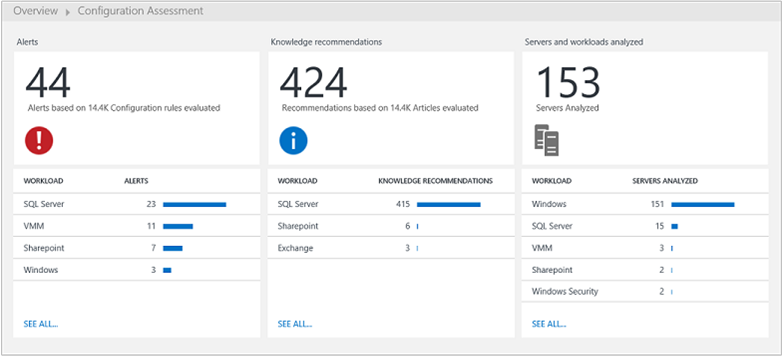 Overview Configuration Assessment
Alerts
44
Alerts based on 14.4K Configuration rules evaluated
WORKLOAD ALERTS
SQL Server 23
VMM 11
Sharepoint 7
Windows 3
SEE ALL...
Knowledge recommendations
424
Recommendations based on 14.4K Articles evaluated
WORKLOAD KNOWLEDGE RECOMMENDATIONS
SQL Server 415
Sharepoint 6
Exchange 3
SEE ALL...
Servers and workloads analyzed
153
Servers Analyzed
WORKLOAD SERVERS ANALYZED
Windows 151
SQL Server 15
VMM 3
Sharepoint 2
Windows Security 2
SEE ALL...